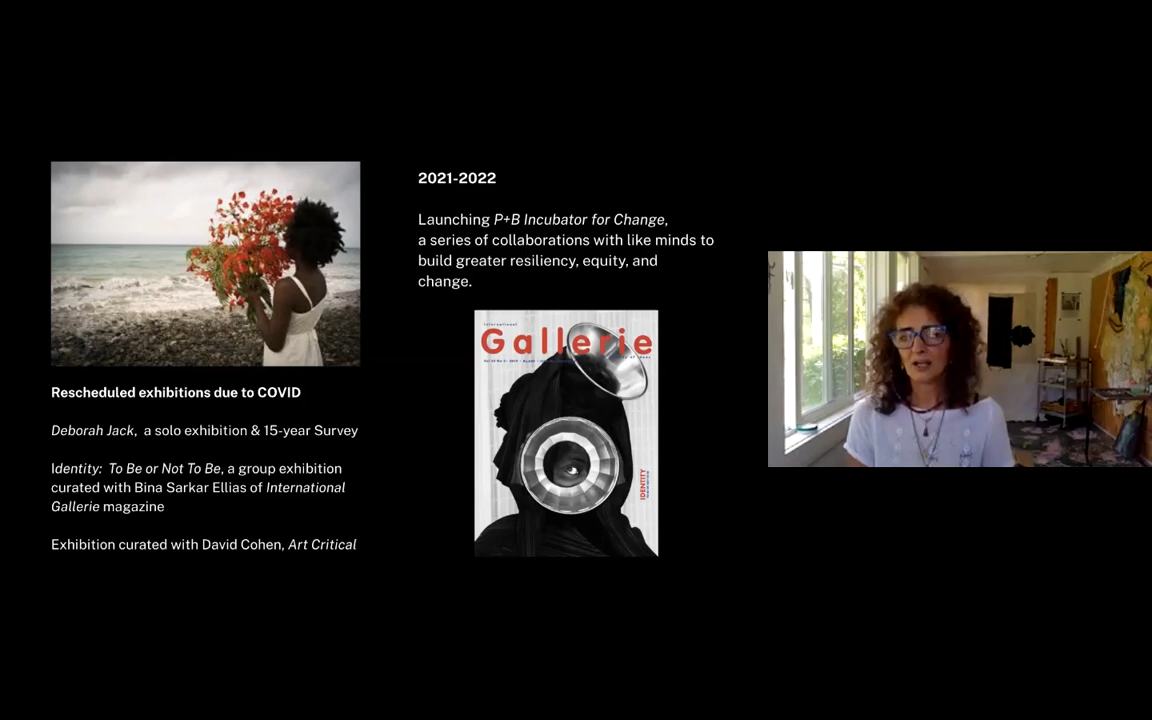 Rescheduled exhibitions due to COVID
Deborah Jack, a solo exhibition & 15-year Survey
Identity: To Be or Not To Be, a group exhibition
curated with Bina Sarkar Ellias of International
Gallerie magazine
Exhibition curated with David Cohen, Art Critical
2021-2022
Launching P+B Incubator for Change,
a series of collaborations with like minds to
build greater resiliency, equity, and
change.
International
Gallerie
IDENTITY